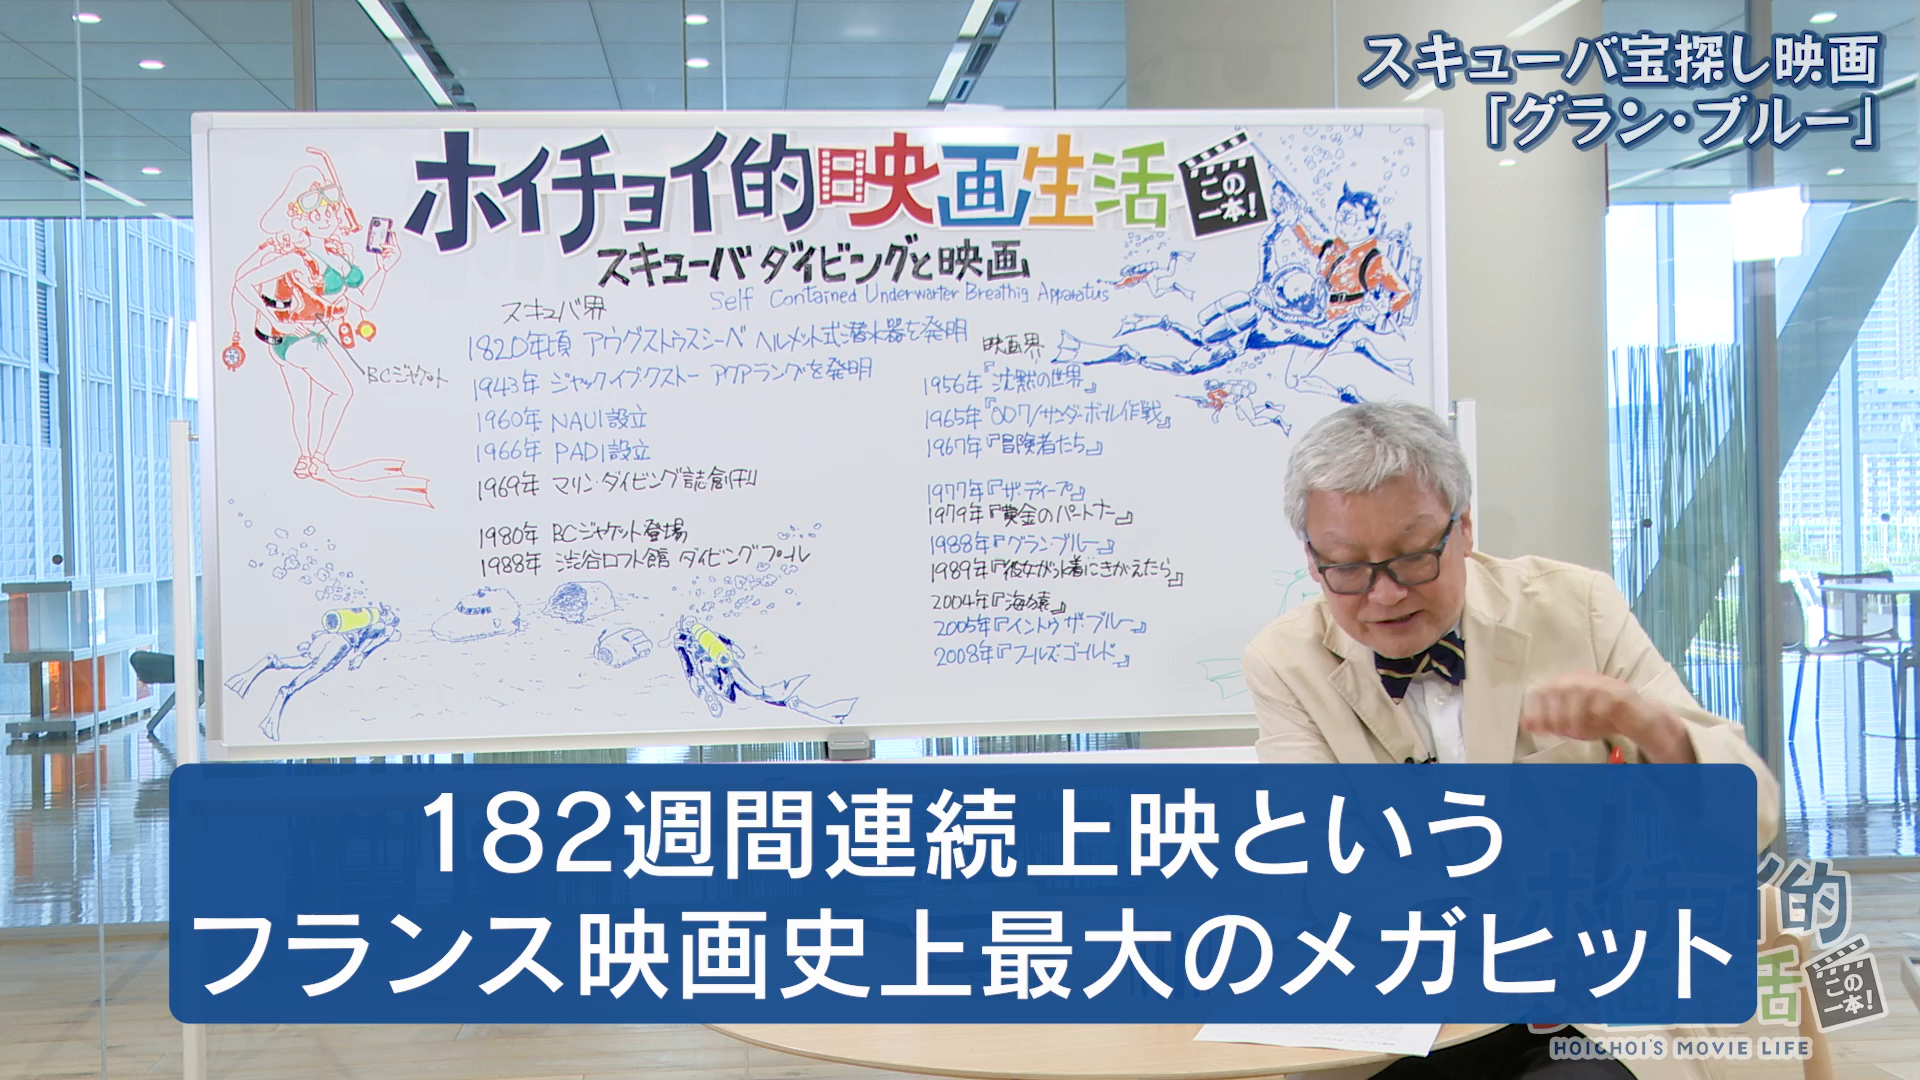 スキューバ宝探し映画
「グラン・ブルー」
ホイチョイ的映画生活
この一本!
スキューバダイビングと映画
Self Contained Underwarter Breathig Apparatus
スキュバ界
1820年頃 アウグストゥスシーベ ヘルメット式潜水器を発明
1943年 ジャックイブクストー アクアラングを発明
1960年 NAUI設立
1966年 PADI設立
1969年 マリン・ダイビング誌創刊
1980年 BCジャケット登場
1988年 渋谷ロフト館 ダイビングプール
BCジャケット
映画界
1956年『沈黙の世界』
1965年『007/サンダーボール作戦』
1967年『冒険者たち』
1977年『ザ・ディープ』
1979年『黄金のパートナー』
1988年『グラン・ブルー』
1989年『彼女が水着にきがえたら』
2004年『海猿』
2005年『イントゥザブルー』
2008年『フールズ・ゴールド』
182週間連続上映という
フランス映画史上最大のメガヒット
ホイチョイ的
映画生活
この一本!
HOICHOI'S MOVIE LIFE